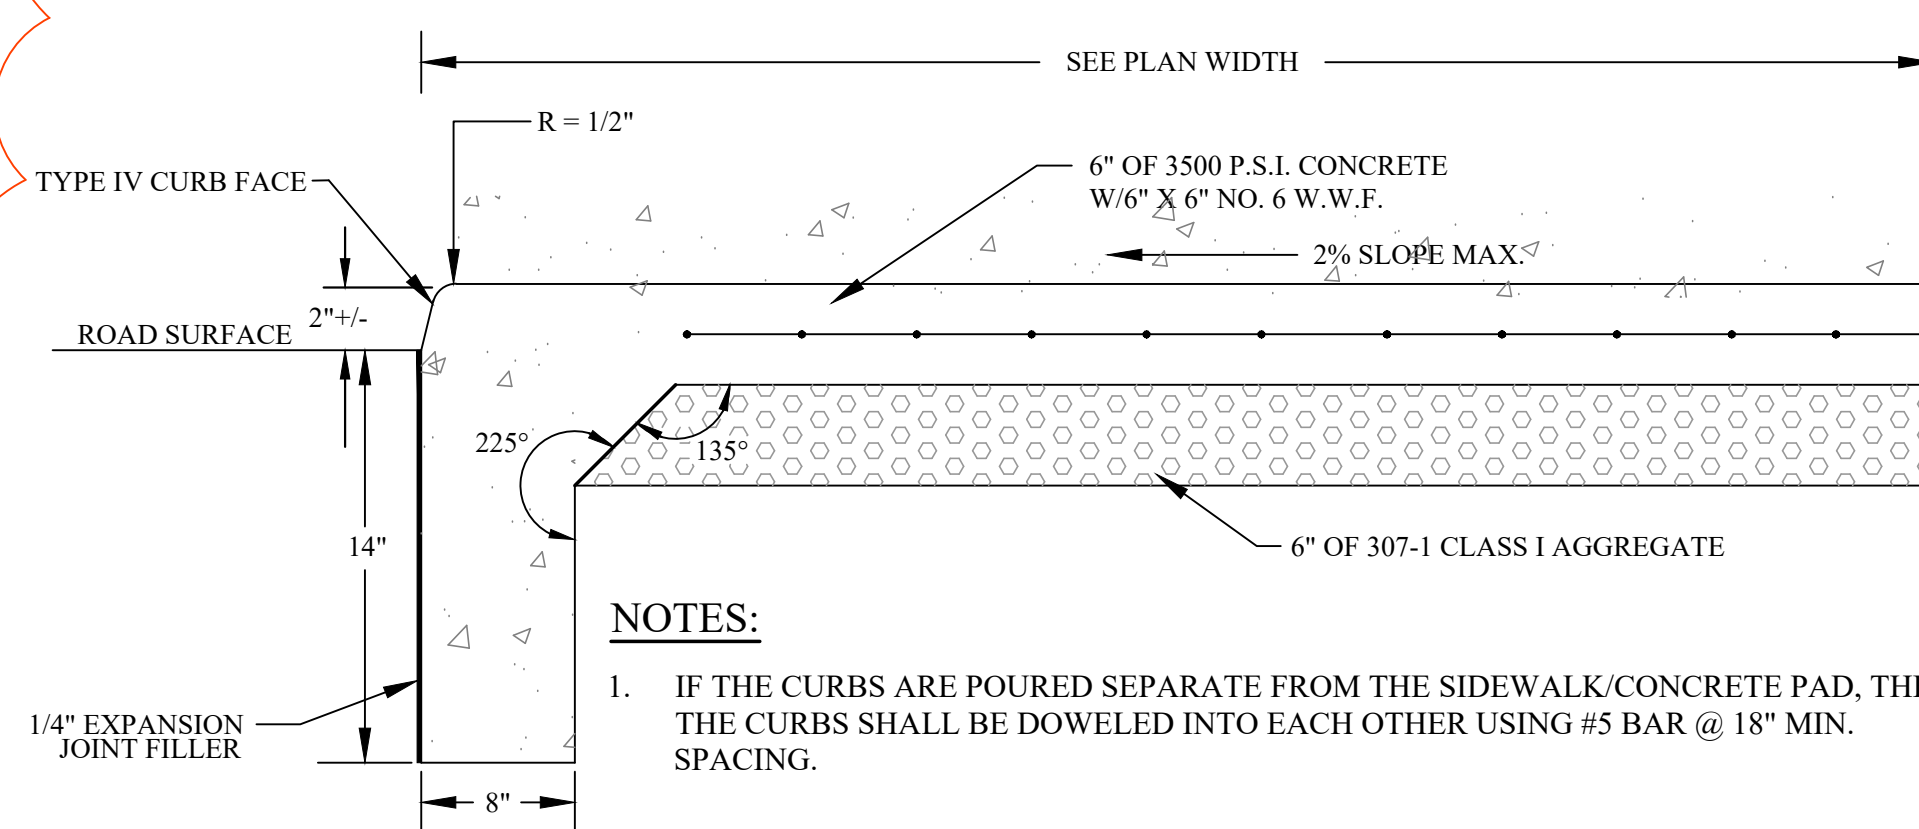 SEE PLAN WIDTH
R = 1/2"
6" OF 3500 P.S.I. CONCRETE
W/6" X 6" NO. 6 W.W.F.
TYPE IV CURB FACE
2% SLOPE MAX.
2"+/-
ROAD SURFACE
225°
135°
14"
6" OF 307-1 CLASS I AGGREGATE
NOTES:
1. IF THE CURBS ARE POURED SEPARATE FROM THE SIDEWALK/CONCRETE PAD,
THE CURBS SHALL BE DOWELED INTO EACH OTHER USING #5 BAR @ 18" MIN.
SPACING.
1/4" EXPANSION
JOINT FILLER
8"